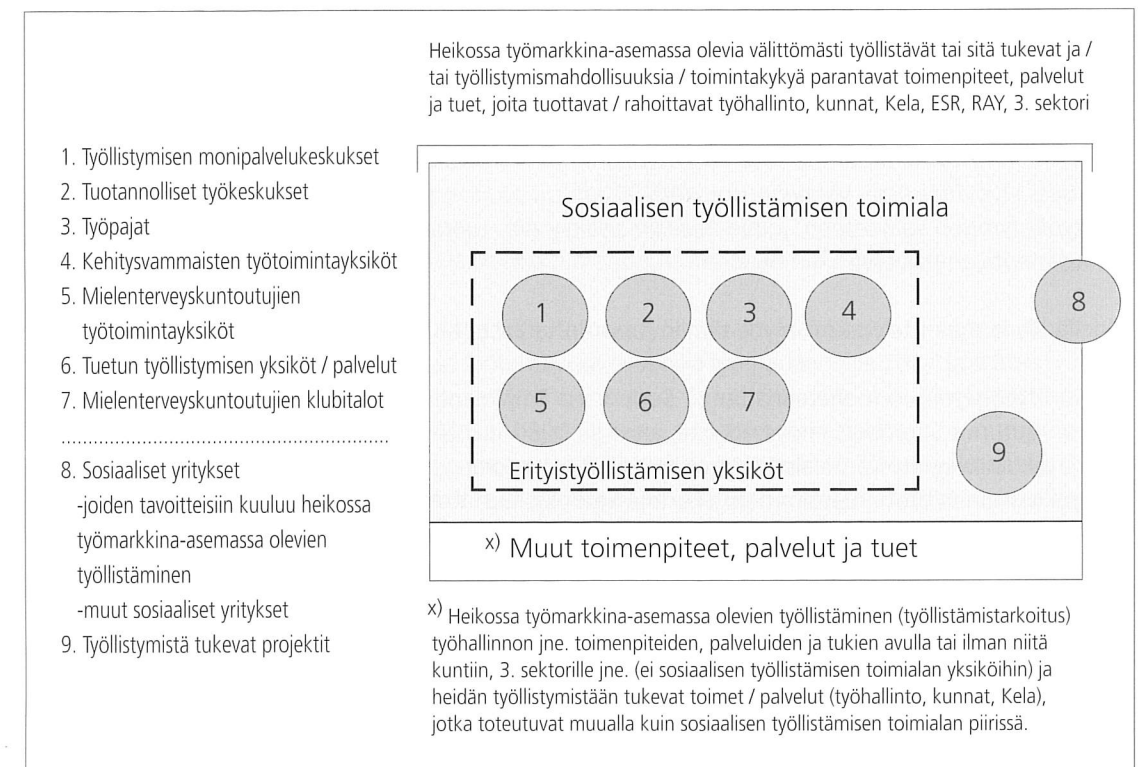 Heikossa työmarkkina-asemassa olevia välittömästi työllistävät tai sitä tukevat ja /
tai työllistymismahdollisuuksia / toimintakykyä parantavat toimenpiteet, palvelut
ja tuet, joita tuottavat / rahoittavat työhallinto, kunnat, Kela, ESR, RAY, 3. sektori
1. Työllistymisen monipalvelukeskukset
2. Tuotannolliset työkeskukset
3. Työpajat
4. Kehitysvammaisten työtoimintayksiköt
5. Mielenterveyskuntoutujien
työtoimintayksiköt
6. Tuetun työllistymisen yksiköt / palvelut
7. Mielenterveyskuntoutujien klubitalot
..............................................................
8. Sosiaaliset yritykset
-joiden tavoitteisiin kuuluu heikossa
työmarkkina-asemassa olevien
työllistäminen
-muut sosiaaliset yritykset
9. Työllistymistä tukevat projektit
Sosiaalisen työllistämisen toimiala
1 2 3 4
8
5 6 7
9
Erityistyöllistämisen yksiköt
x) Muut toimenpiteet, palvelut ja tuet
x) Heikossa työmarkkina-asemassa olevien työllistäminen (työllistämistarkoitus)
työhallinnon jne. toimenpiteiden, palveluiden ja tukien avulla tai ilman niitä
kuntiin, 3. sektorille jne. (ei sosiaalisen työllistämisen toimialan yksiköihin) ja
heidän työllistymistään tukevat toimet / palvelut (työhallinto, kunnat, Kela),
jotka toteutuvat muualla kuin sosiaalisen työllistämisen toimialan piirissä.